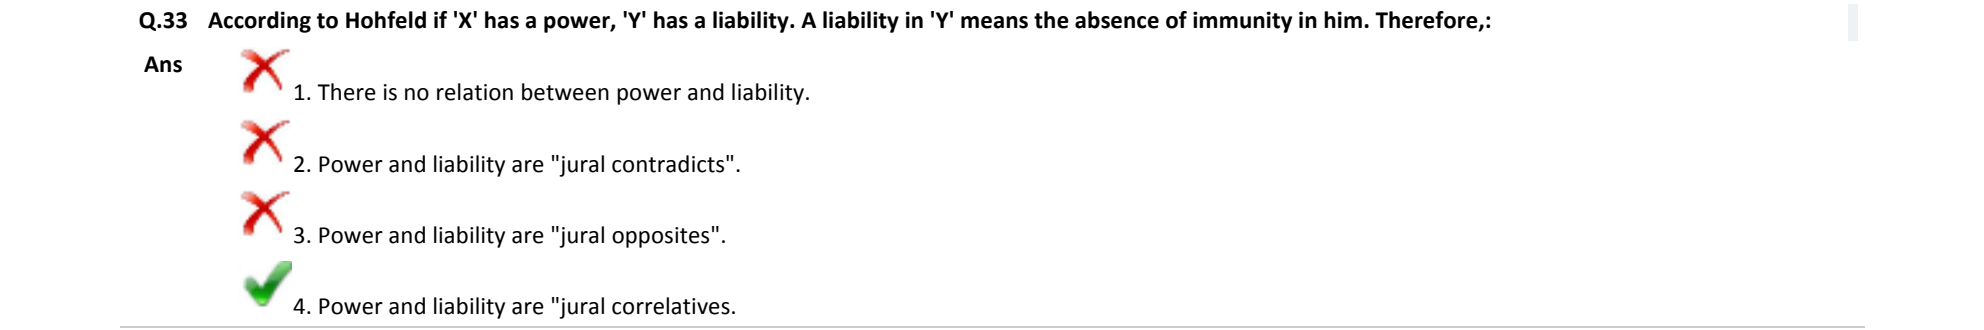 Q.33 According to Hohfeld if 'X' has a power, 'Y' has a liability. A liability in 'Y' means the absence of immunity in him. Therefore,:
Ans
1. There is no relation between power and liability.
2. Power and liability are "jural contradicts".
3. Power and liability are "jural opposites".
4. Power and liability are "jural correlatives.